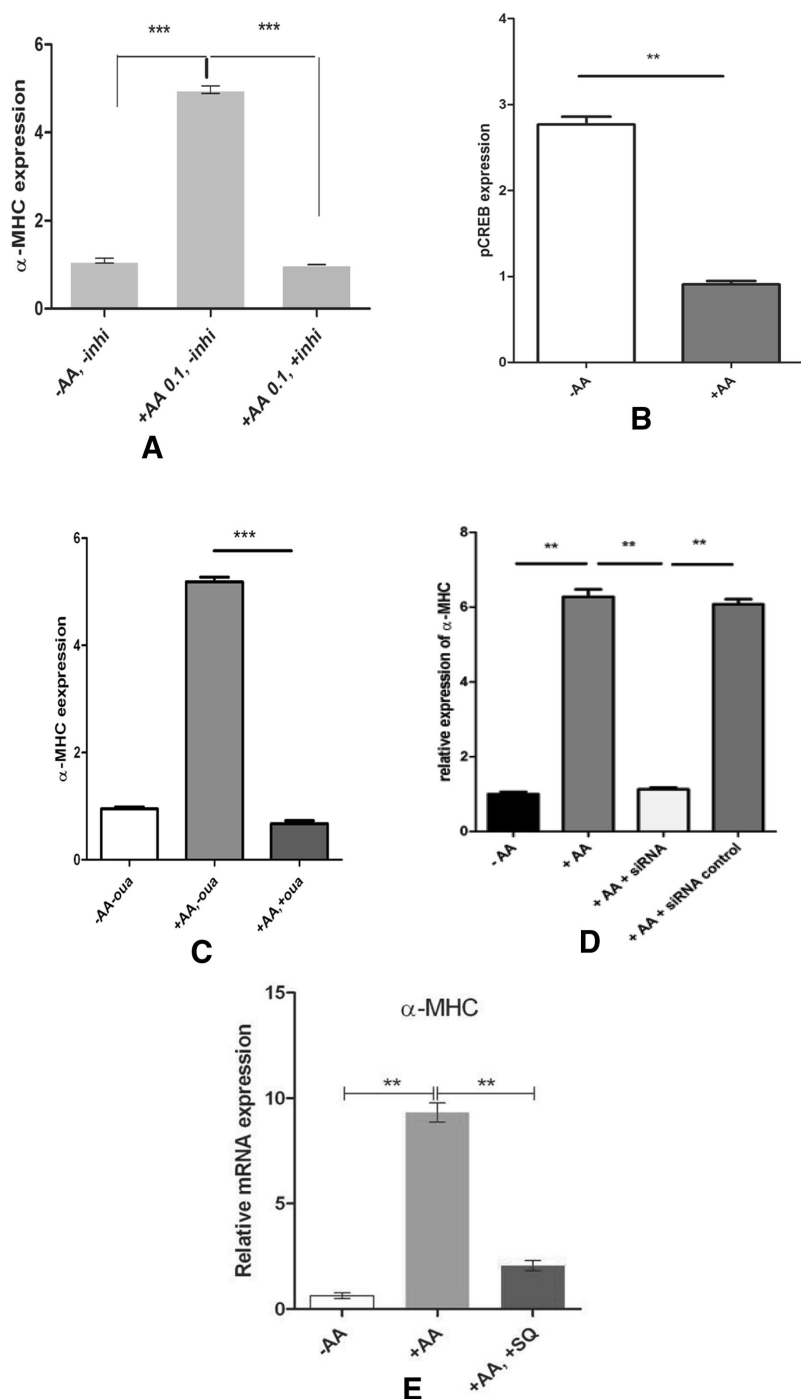 *** ***
α-MHC expression
6
4
2
0
-AA, -inhi
+AA 0.1, -inhi
+AA 0.1, +inhi
A
**
pCREB expression
4
3
2
1
0
-AA
+AA
B
***
α-MHC eexpression
6
4
2
0
-AA-oua
+AA,-oua
+AA,+oua
C
** ** **
relative expression of α-MHC
8
6
4
2
0
- AA
+ AA
+ AA + siRNA
+ AA + siRNA control
D
α-MHC
** **
Relative mRNA expression
15
10
5
0
-AA
+AA
+AA, +SQ
E